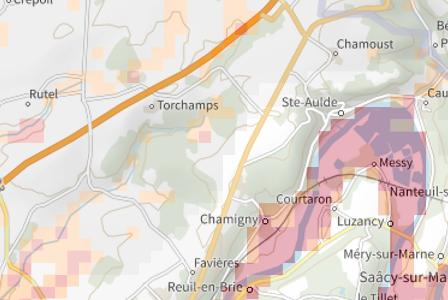 Crépoil
Chamoust
Rutel
Torchamps
Ste-Aulde
Messy
Nanteuil-s
Courtaron
Chamigny
Luzancy
Méry-sur-Marne
Favières
Saâcy-sur-Ma
Reuil-en-Brie
le Fillet